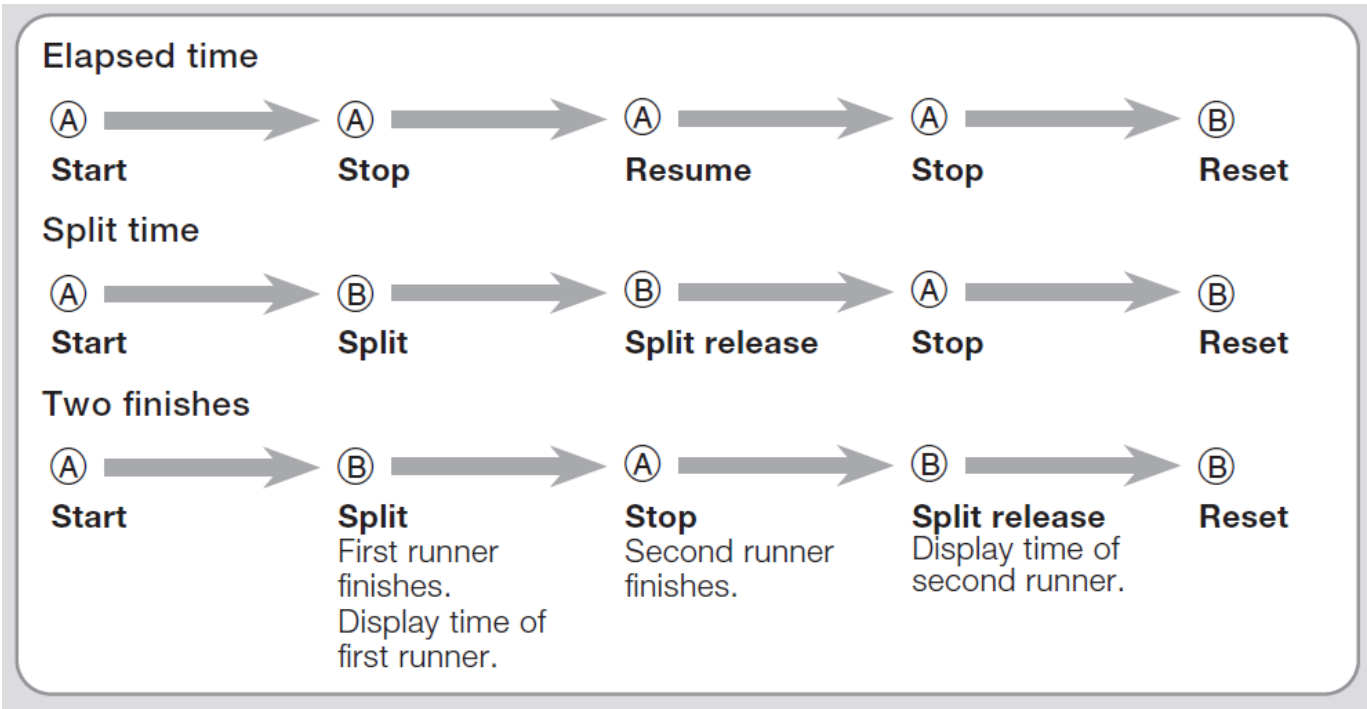 Elapsed time
Ⓐ Ⓐ Ⓐ Ⓐ Ⓑ
Start Stop Resume Stop Reset
Split time
Ⓐ Ⓑ Ⓑ Ⓐ Ⓑ
Start Split Split release Stop Reset
Two finishes
Ⓐ Ⓑ Ⓐ Ⓑ Ⓑ
Start Split Stop Split release Reset
First runner Second runner Display time of
finishes. finishes. second runner.
Display time of
first runner.